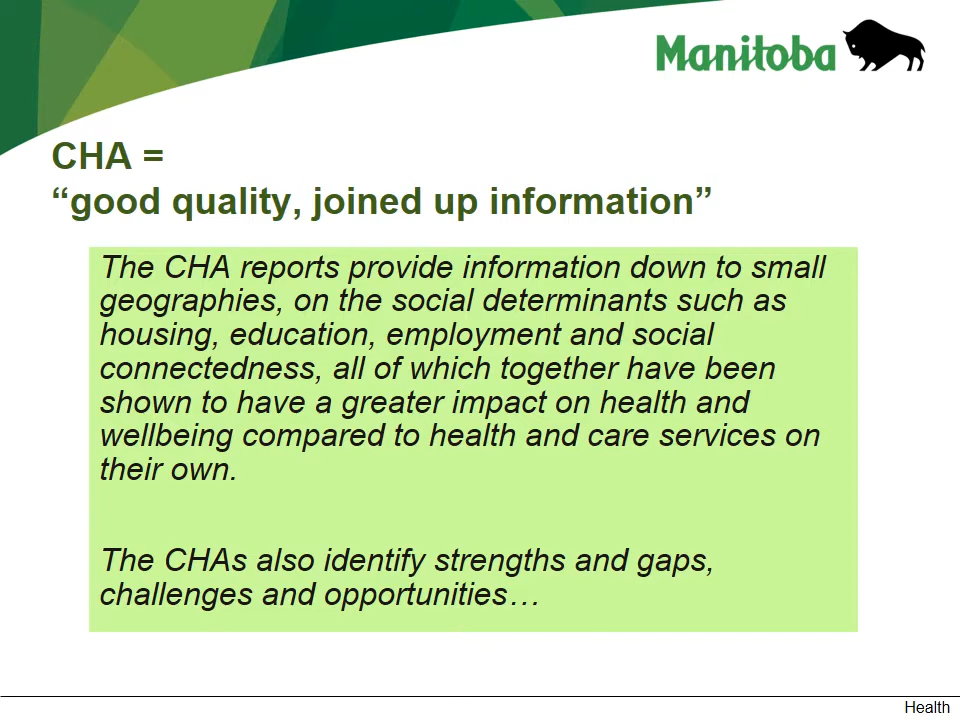 Manitoba
CHA =
“good quality, joined up information”
The CHA reports provide information down to small
geographies, on the social determinants such as
housing, education, employment and social
connectedness, all of which together have been
shown to have a greater impact on health and
wellbeing compared to health and care services on
their own.
The CHAs also identify strengths and gaps,
challenges and opportunities…
Health